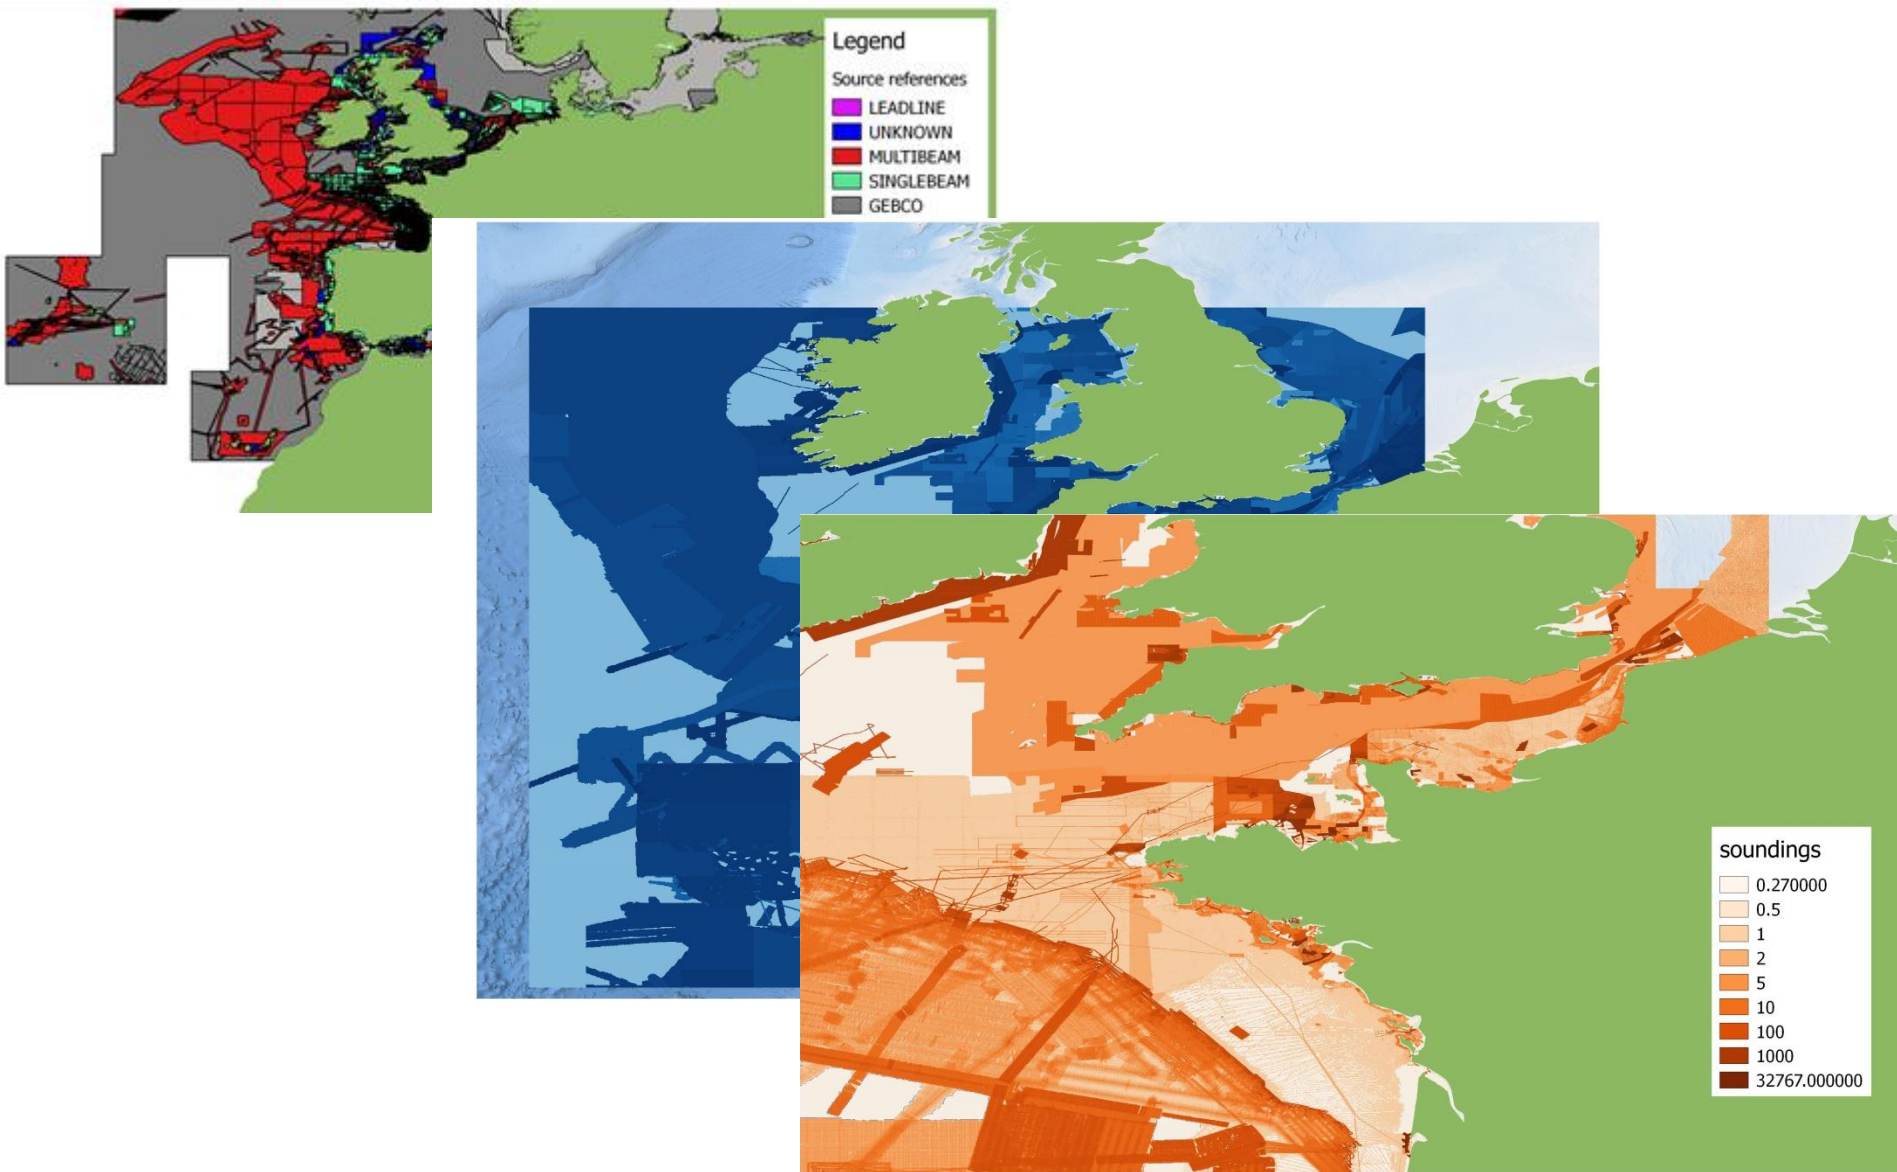 Legend
Source references
LEADLINE
UNKNOWN
MULTIBEAM
SINGLEBEAM
GEBCO
soundings
0.270000
0.5
1
2
5
10
100
1000
32767.000000